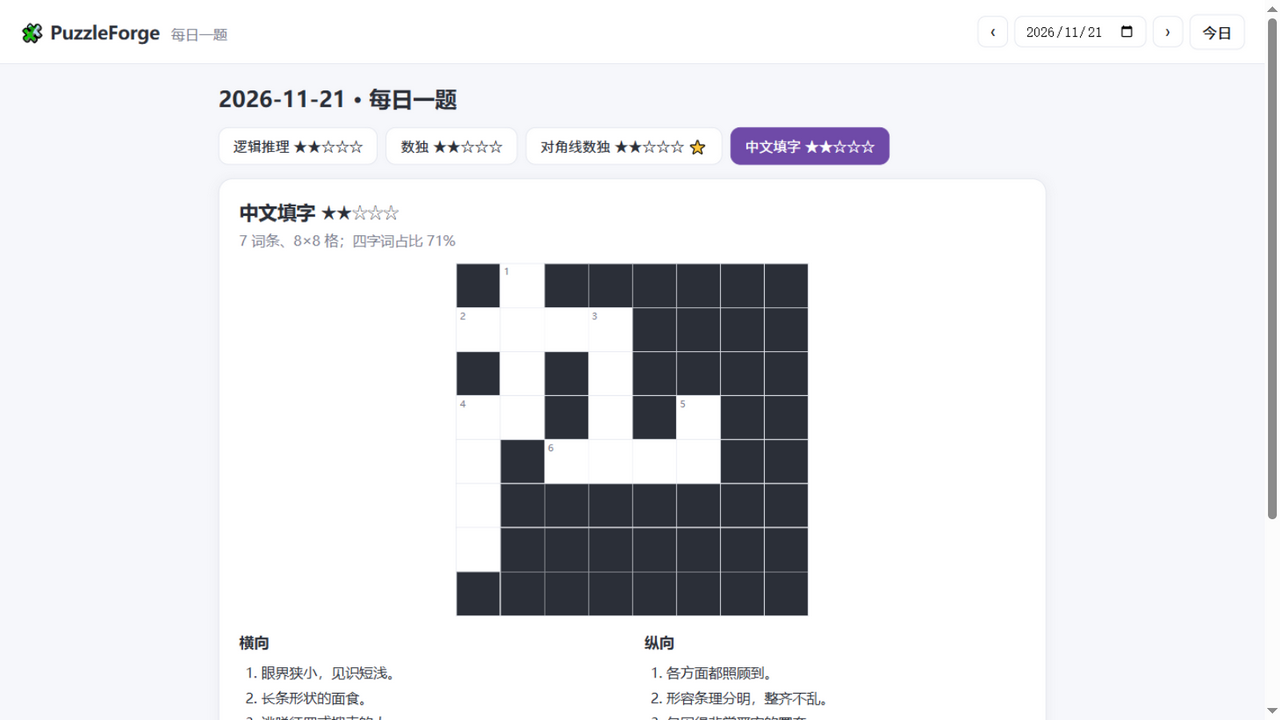 PuzzleForge 每日一题
‹ 2026/11/21 › 今日
2026-11-21 • 每日一题
逻辑推理 ★★☆☆☆ 数独 ★★☆☆☆ 对角线数独 ★★☆☆☆ ⭐ 中文填字 ★★☆☆☆
中文填字 ★★☆☆☆
7 词条、8×8 格；四字词占比 71%
1
2 3
4 5
6
横向
1. 眼界狭小，见识短浅。
2. 长条形状的面食。
纵向
1. 各方面都照顾到。
2. 形容条理分明，整齐不乱。